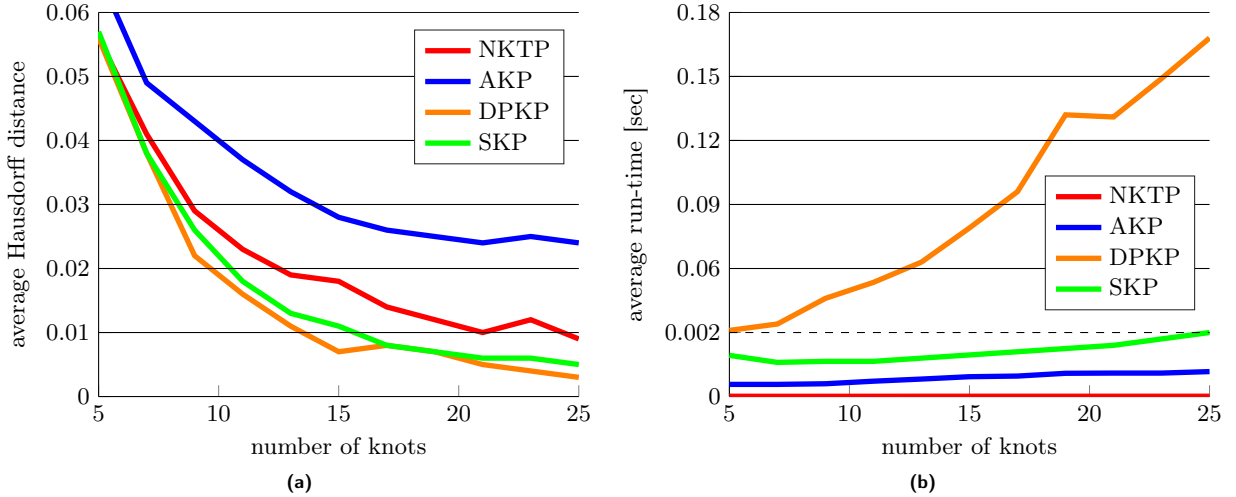 average Hausdorff distance
0.06
0.05
0.04
0.03
0.02
0.01
0
5
10
15
20
25
number of knots
NKTP
AKP
DPKP
SKP
(a)
average run-time [sec]
0.18
0.12
0.09
0.06
0.002
0
5
10
15
20
25
number of knots
NKTP
AKP
DPKP
SKP
(b)